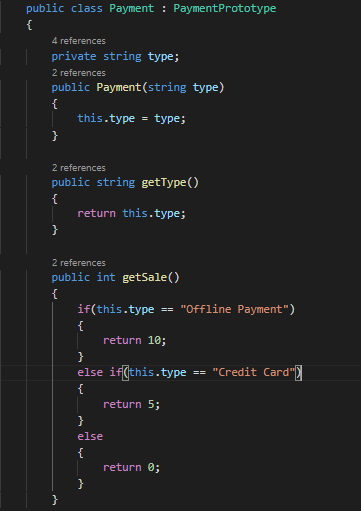 public class Payment : PaymentPrototype
{
4 references
private string type;
2 references
public Payment(string type)
{
this.type = type;
}
2 references
public string getType()
{
return this.type;
}
2 references
public int getSale()
{
if(this.type == "Offline Payment")
{
return 10;
}
else if(this.type == "Credit Card")
{
return 5;
}
else
{
return 0;
}
}